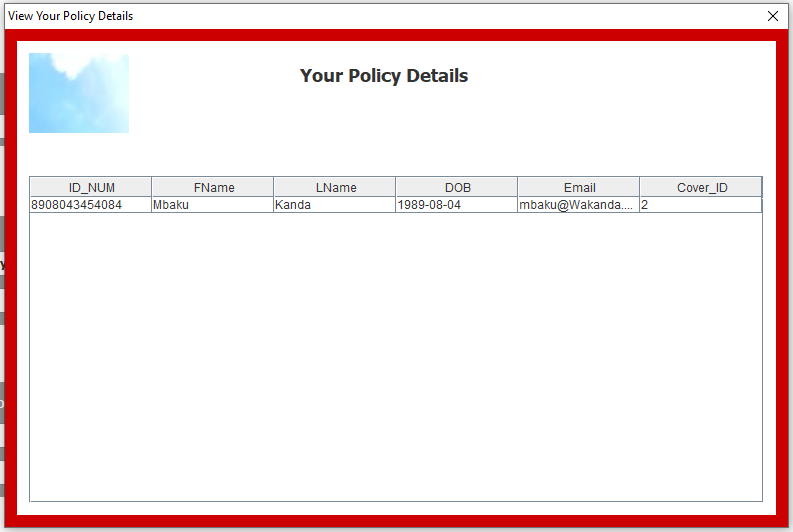 View Your Policy Details
Your Policy Details
ID_NUM FName LName DOB Email Cover_ID
8908043454084 Mbaku Kanda 1989-08-04 mbaku@Wakanda.... 2
y